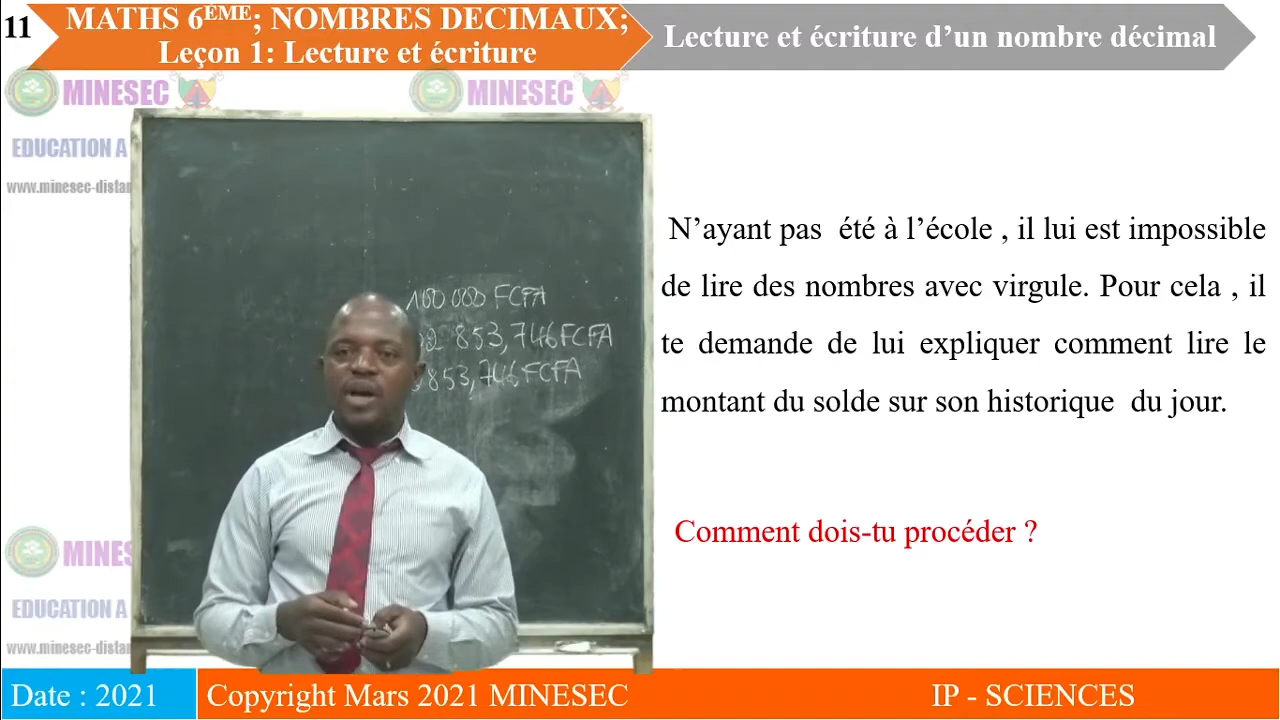 11
MATHS 6EME; NOMBRES DECIMAUX;
Leçon 1: Lecture et écriture
Lecture et écriture d’un nombre décimal
MINESEC
MINESEC
EDUCATION A
www.minesec-distan
100 000 FCFA
853,746 FCFA
853,746 FCFA
N’ayant pas été à l’école , il lui est impossible
de lire des nombres avec virgule. Pour cela , il
te demande de lui expliquer comment lire le
montant du solde sur son historique du jour.
Comment dois-tu procéder ?
MINES
EDUCATION A
www.minesec-distan
Date : 2021
Copyright Mars 2021 MINESEC
IP - SCIENCES